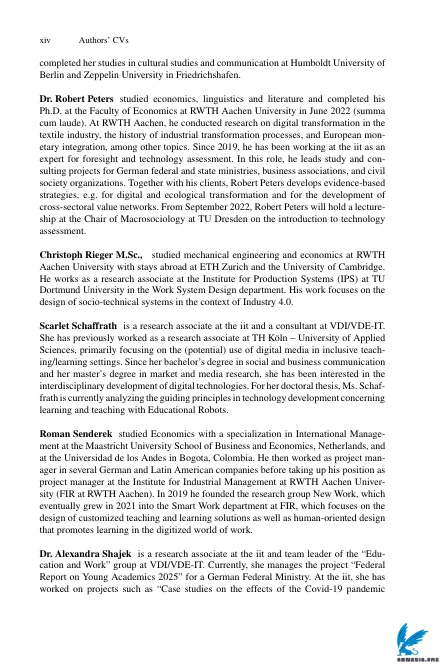 xiv Authors' CVs
completed her studies in cultural studies and communication at Humboldt University of
Berlin and Zeppelin University in Friedrichshafen.
Dr. Robert Peters studied economics, linguistics and literature and completed his
Ph.D. at the Faculty of Economics at RWTH Aachen University in June 2022 (summa
cum laude). At RWTH Aachen, he conducted research on digital transformation in the
textile industry, the history of industrial transformation processes, and European mon-
etary integration, among other topics. Since 2019, he has been working at the iit as an
expert for foresight and technology assessment. In this role, he leads study and con-
sulting projects for German federal and state ministries, business associations, and civil
society organizations. Together with his clients, Robert Peters develops evidence-based
strategies, e.g. for digital and ecological transformation and for the development of
cross-sectoral value networks. From September 2022, Robert Peters will hold a lecture-
ship at the Chair of Macrosociology at TU Dresden on the introduction to technology
assessment.
Christoph Rieger M.Sc., studied mechanical engineering and economics at RWTH
Aachen University with stays abroad at ETH Zurich and the University of Cambridge.
He works as a research associate at the Institute for Production Systems (IPS) at TU
Dortmund University in the Work System Design department. His work focuses on the
design of socio-technical systems in the context of Industry 4.0.
Scarlet Schaffrath is a research associate at the iit and a consultant at VDI/VDE-IT.
She has previously worked as a research associate at TH Köln – University of Applied
Sciences, primarily focusing on the (potential) use of digital media in inclusive teach-
ing/learning settings. Since her bachelor's degree in social and business communication
and her master's degree in market and media research, she has been interested in the
interdisciplinary development of digital technologies. For her doctoral thesis, Ms. Schaf-
frath is currently analyzing the guiding principles in technology development concerning
learning and teaching with Educational Robots.
Roman Senderek studied Economics with a specialization in International Manage-
ment at the Maastricht University School of Business and Economics, Netherlands, and
at the Universidad de los Andes in Bogota, Colombia. He then worked as project man-
ager in several German and Latin American companies before taking up his position as
project manager at the Institute for Industrial Management at RWTH Aachen Univer-
sity (FIR at RWTH Aachen). In 2019 he founded the research group New Work, which
eventually grew in 2021 into the Smart Work department at FIR, which focuses on the
design of customized teaching and learning solutions as well as human-oriented design
that promotes learning in the digitized world of work.
Dr. Alexandra Shajek is a research associate at the iit and team leader of the “Edu-
cation and Work” group at VDI/VDE-IT. Currently, she manages the project “Federal
Report on Young Academics 2025” for a German Federal Ministry. At the iit, she has
worked on projects such as “Case studies on the effects of the Covid-19 pandemic